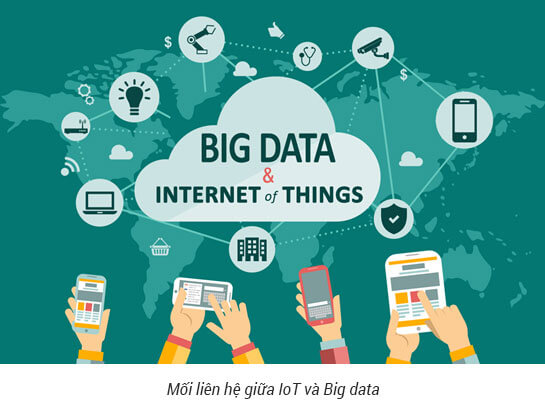 BIG DATA
&
INTERNET of THINGS
$
$
Mối liên hệ giữa IoT và Big data